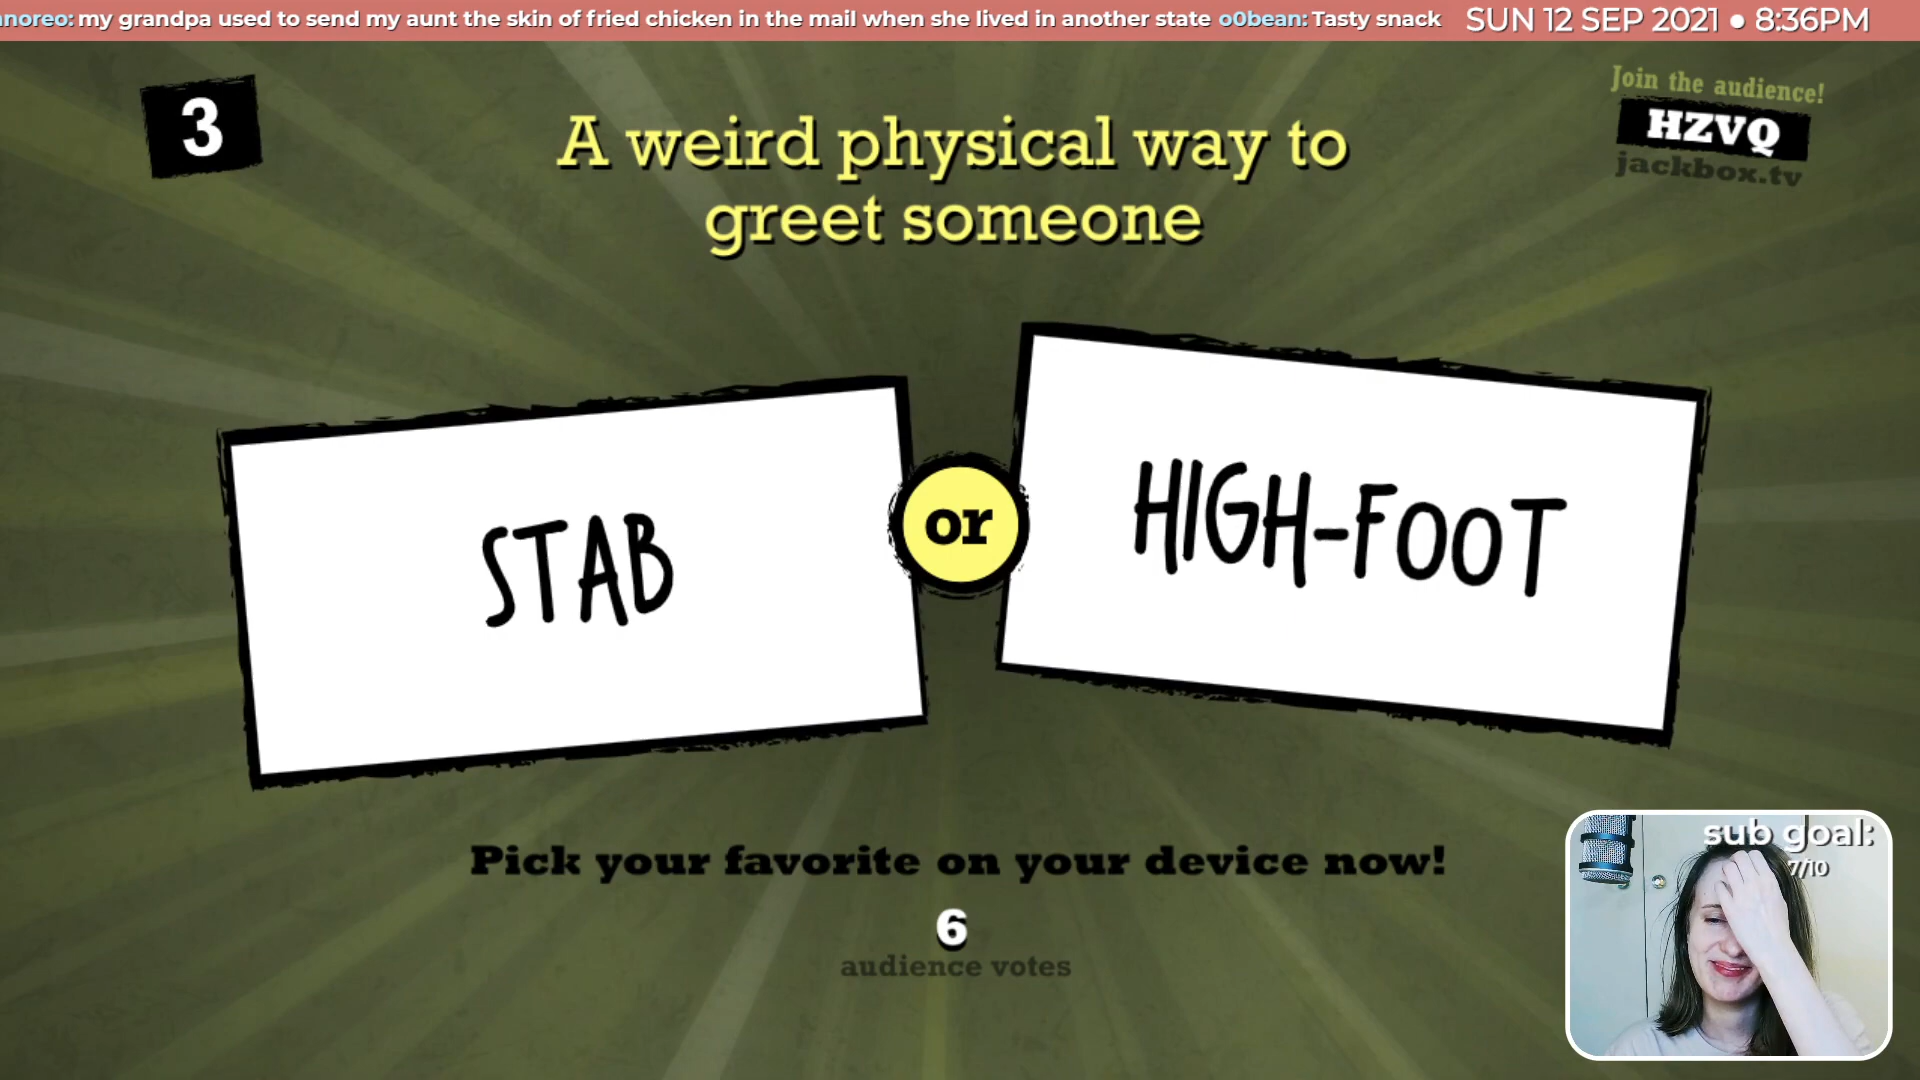 noreo: my grandpa used to send my aunt the skin of fried chicken in the mail when she lived in another state o0bean: Tasty snack
SUN 12 SEP 2021 ● 8:36PM
3
A weird physical way to
greet someone
Join the audience!
HZVQ
jackbox.tv
STAB
or
HIGH-FOOT
Pick your favorite on your device now!
6
audience votes
sub goal:
7/10